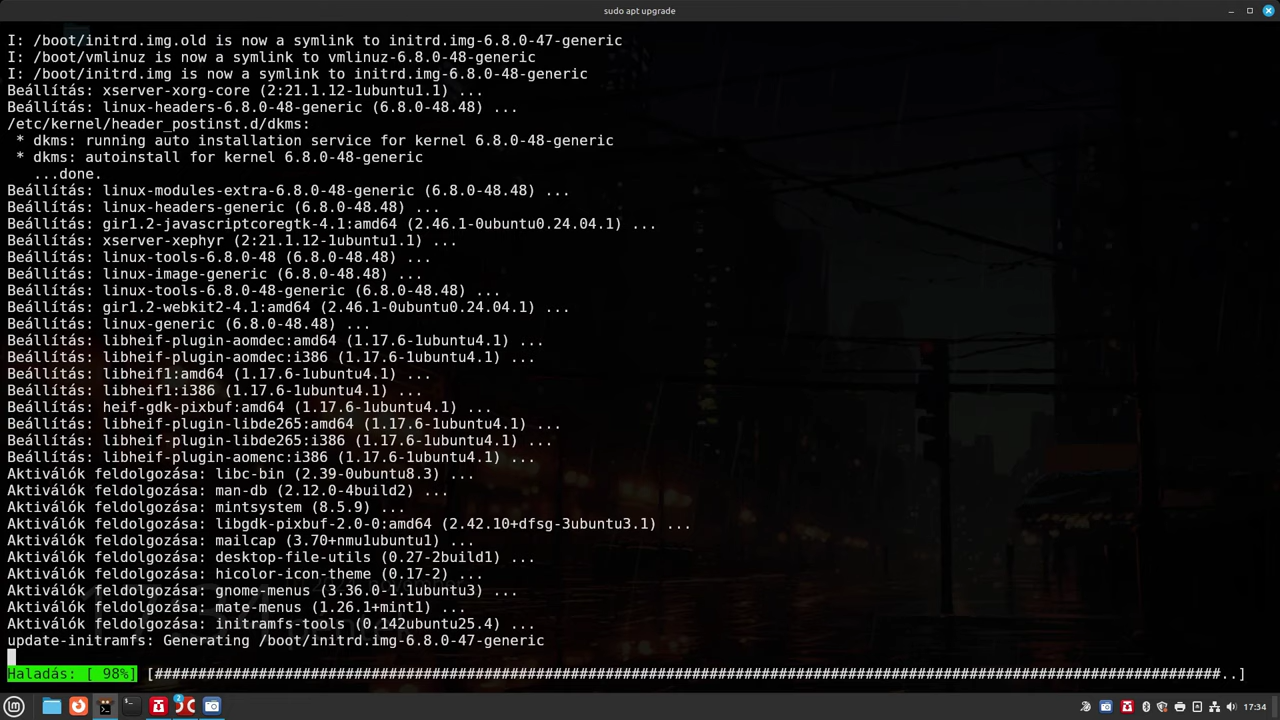 sudo apt upgrade
I: /boot/initrd.img.old is now a symlink to initrd.img-6.8.0-47-generic
I: /boot/vmlinuz is now a symlink to vmlinuz-6.8.0-48-generic
I: /boot/initrd.img is now a symlink to initrd.img-6.8.0-48-generic
Beállítás: xserver-xorg-core (2:21.1.12-1ubuntu1.1) ...
Beállítás: linux-headers-6.8.0-48-generic (6.8.0-48.48) ...
/etc/kernel/header_postinst.d/dkms:
 * dkms: running auto installation service for kernel 6.8.0-48-generic
 * dkms: autoinstall for kernel 6.8.0-48-generic
   ...done.
Beállítás: linux-modules-extra-6.8.0-48-generic (6.8.0-48.48) ...
Beállítás: linux-headers-generic (6.8.0-48.48) ...
Beállítás: gir1.2-javascriptcoregtk-4.1:amd64 (2.46.1-0ubuntu0.24.04.1) ...
Beállítás: xserver-xephyr (2:21.1.12-1ubuntu1.1) ...
Beállítás: linux-tools-6.8.0-48 (6.8.0-48.48) ...
Beállítás: linux-image-generic (6.8.0-48.48) ...
Beállítás: linux-tools-6.8.0-48-generic (6.8.0-48.48) ...
Beállítás: gir1.2-webkit2-4.1:amd64 (2.46.1-0ubuntu0.24.04.1) ...
Beállítás: linux-generic (6.8.0-48.48) ...
Beállítás: libheif-plugin-aomdec:amd64 (1.17.6-1ubuntu4.1) ...
Beállítás: libheif-plugin-aomdec:i386 (1.17.6-1ubuntu4.1) ...
Beállítás: libheif1:amd64 (1.17.6-1ubuntu4.1) ...
Beállítás: libheif1:i386 (1.17.6-1ubuntu4.1) ...
Beállítás: heif-gdk-pixbuf:amd64 (1.17.6-1ubuntu4.1) ...
Beállítás: libheif-plugin-libde265:amd64 (1.17.6-1ubuntu4.1) ...
Beállítás: libheif-plugin-libde265:i386 (1.17.6-1ubuntu4.1) ...
Beállítás: libheif-plugin-aomenc:i386 (1.17.6-1ubuntu4.1) ...
Aktiválók feldolgozása: libc-bin (2.39-0ubuntu8.3) ...
Aktiválók feldolgozása: man-db (2.12.0-4build2) ...
Aktiválók feldolgozása: mintsystem (8.5.9) ...
Aktiválók feldolgozása: libgdk-pixbuf-2.0-0:amd64 (2.42.10+dfsg-3ubuntu3.1) ...
Aktiválók feldolgozása: mailcap (3.70+nmu1ubuntu1) ...
Aktiválók feldolgozása: desktop-file-utils (0.27-2build1) ...
Aktiválók feldolgozása: hicolor-icon-theme (0.17-2) ...
Aktiválók feldolgozása: gnome-menus (3.36.0-1.1ubuntu3) ...
Aktiválók feldolgozása: mate-menus (1.26.1+mint1) ...
Aktiválók feldolgozása: initramfs-tools (0.142ubuntu25.4) ...
update-initramfs: Generating /boot/initrd.img-6.8.0-47-generic
Haladás: [ 98%] [###########################################################################################################################..]
2
17:34